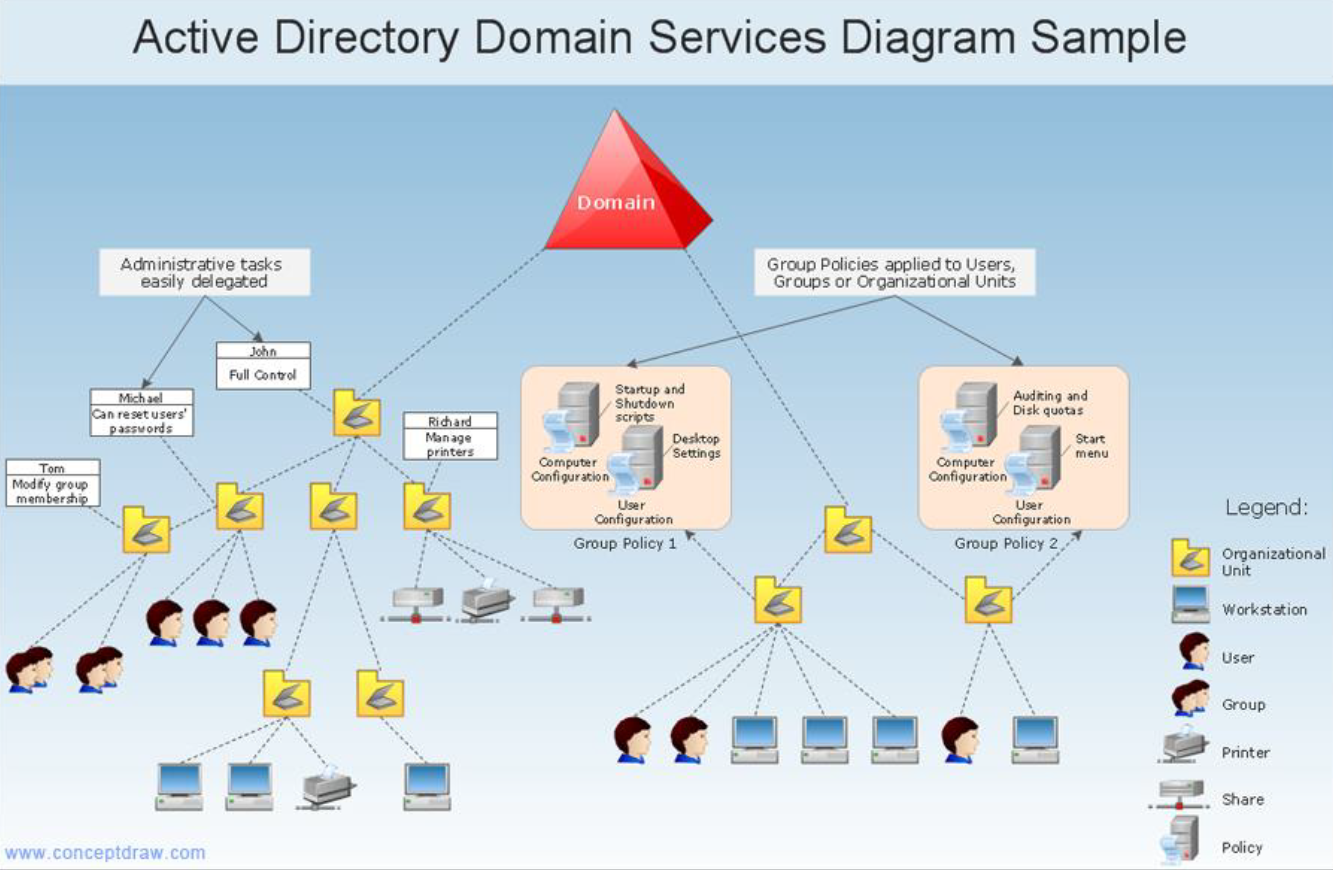 Active Directory Domain Services Diagram Sample
Domain
Administrative tasks
easily delegated
Group Policies applied to Users,
Groups or Organizational Units
John
Full Control
Michael
Can reset users'
passwords
Richard
Manage
printers
Tom
Modify group
membership
Startup and
Shutdown
scripts
Desktop
Settings
Computer
Configuration
User
Configuration
Group Policy 1
Auditing and
Disk quotas
Start
menu
Computer
Configuration
User
Configuration
Group Policy 2
Legend:
Organizational
Unit
Workstation
User
Group
Printer
Share
Policy
www.conceptdraw.com